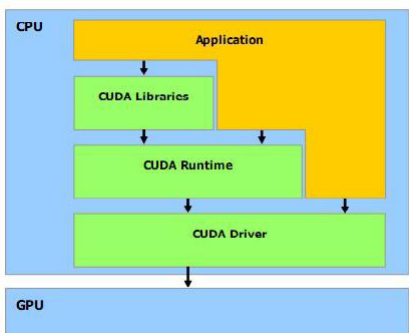 CPU
Application
CUDA Libraries
CUDA Runtime
CUDA Driver
GPU